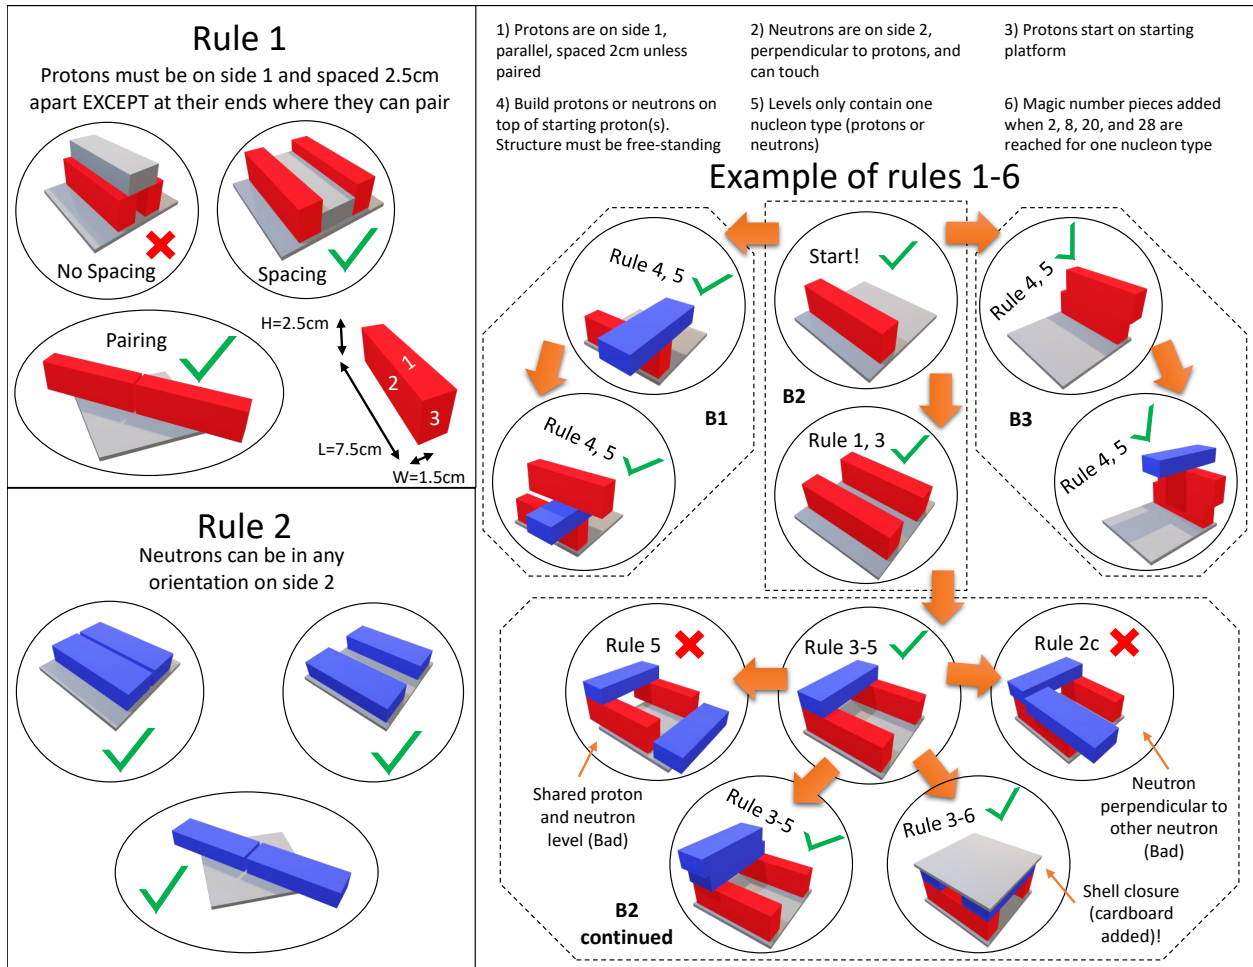 Rule 1
Protons must be on side 1 and spaced 2.5cm
apart EXCEPT at their ends where they can pair
No Spacing
Spacing
Pairing
H=2.5cm
L=7.5cm
W=1.5cm
1
2
3
Rule 2
Neutrons can be in any
orientation on side 2
1) Protons are on side 1,
parallel, spaced 2cm unless
paired
2) Neutrons are on side 2,
perpendicular to protons, and
can touch
3) Protons start on starting
platform
4) Build protons or neutrons on
top of starting proton(s).
Structure must be free-standing
5) Levels only contain one
nucleon type (protons or
neutrons)
6) Magic number pieces added
when 2, 8, 20, and 28 are
reached for one nucleon type
Example of rules 1-6
Rule 4, 5
Start!
Rule 4, 5
Rule 4, 5
B1
B2
Rule 1, 3
B3
Rule 4, 5
Rule 5
Rule 3-5
Rule 2c
Shared proton
and neutron
level (Bad)
Rule 3-5
Rule 3-6
Neutron
perpendicular to
other neutron
(Bad)
Shell closure
(cardboard
added)!
B2
continued